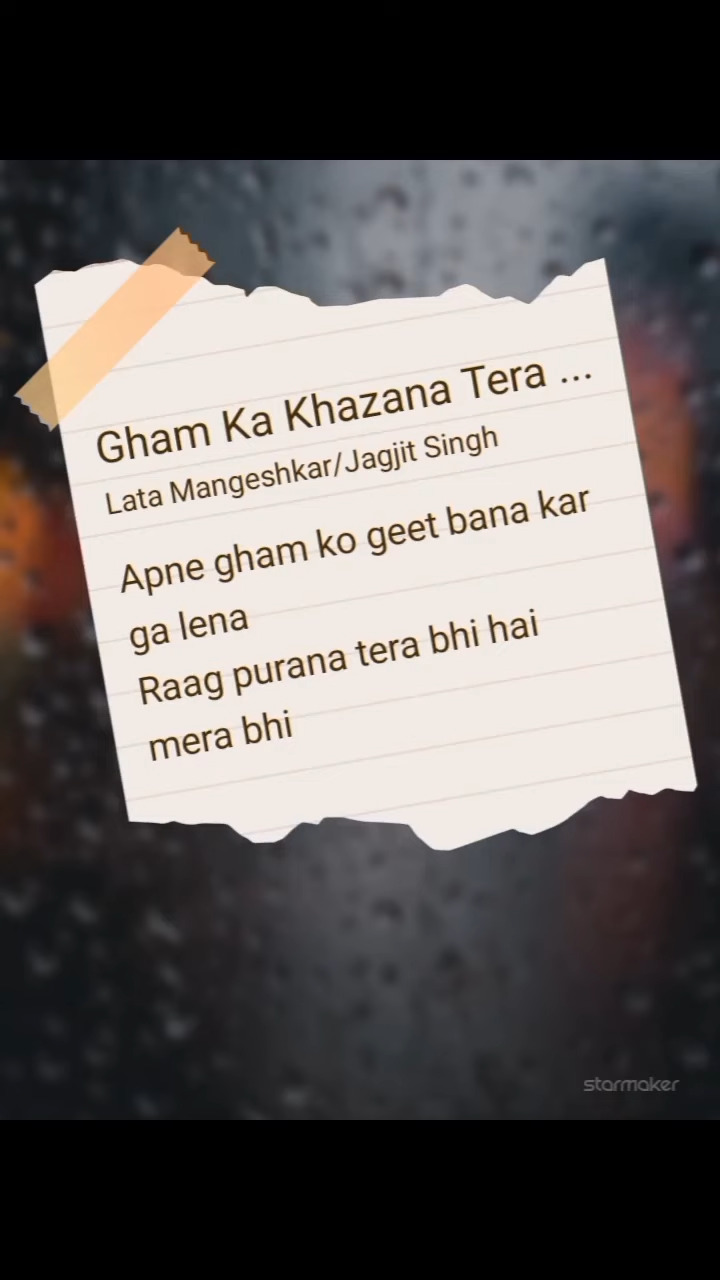 Gham Ka Khazana Tera ...
Lata Mangeshkar/Jagjit Singh
Apne gham ko geet bana kar
ga lena
Raag purana tera bhi hai
mera bhi
starmaker